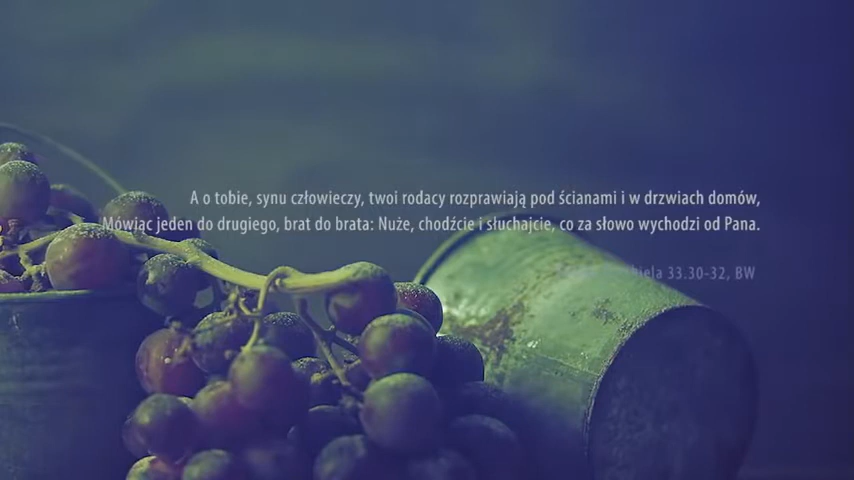 A o tobie, synu człowieczy, twoi rodacy rozprawiają pod ścianami i w drzwiach domów,
Mówiąc jeden do drugiego, brat do brata: Nuże, chodźcie i słuchajcie, co za słowo wychodzi od Pana.
33.30-32, BW